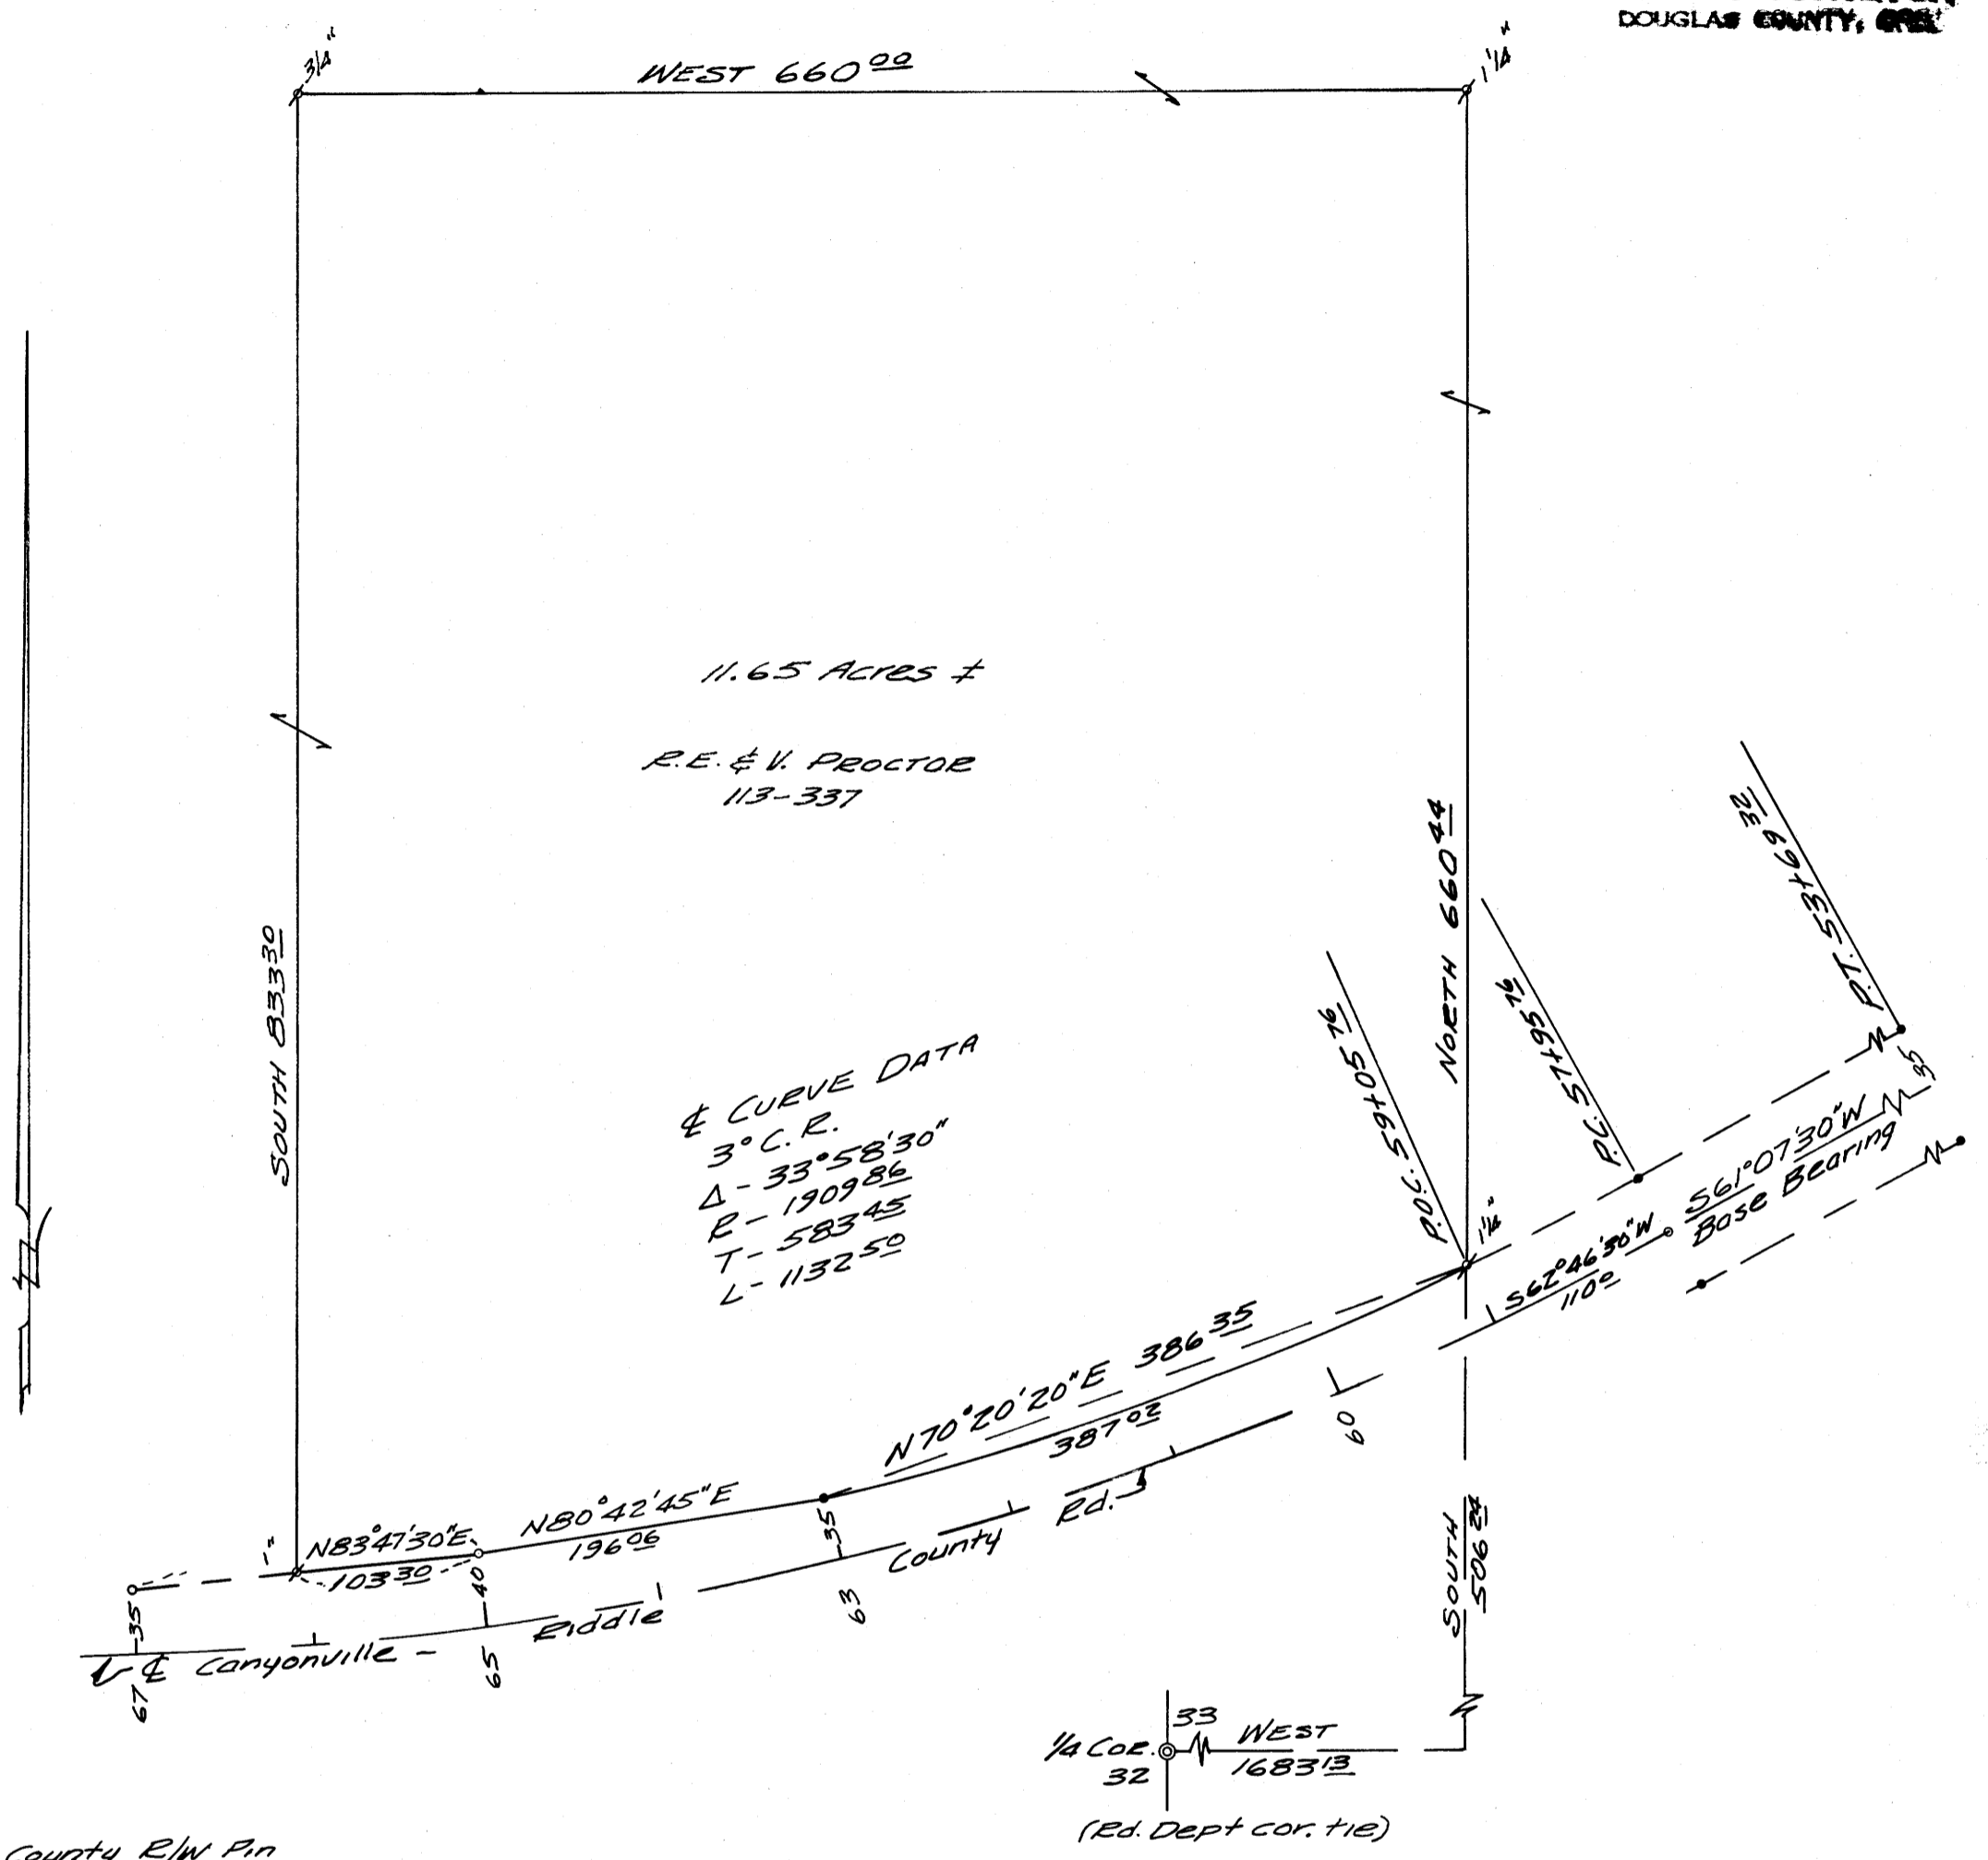 DOUGLAS COUNTY, ORE.
3/4"
WEST 660 00
1 1/4"
11.65 Acres ±
R.E. & V. PROCTOR
113-337
SOUTH 833 30
NORTH 660 44
P.O.C. 59+05 76
P.C. 57+95 76
P.T. 53+69 32
35
℄ CURVE DATA
3° C.R.
Δ - 33°58'30"
R - 1909 86
T - 583 45
L - 1132 50
1 1/4"
S61°07'30"W
Base Bearing
S62°46'30"W
110 0
N70°20'20"E 386 35
387 02
60
N80°42'45"E
196 06
35
1"
N83°47'30"E
103 30
40
35
℄ Canyonville - Riddle County Rd.
67
65
63
SOUTH
506 24
1/4 COR.
33
32
WEST
1683 13
(Rd. Dept cor. tie)
County R/W Pin